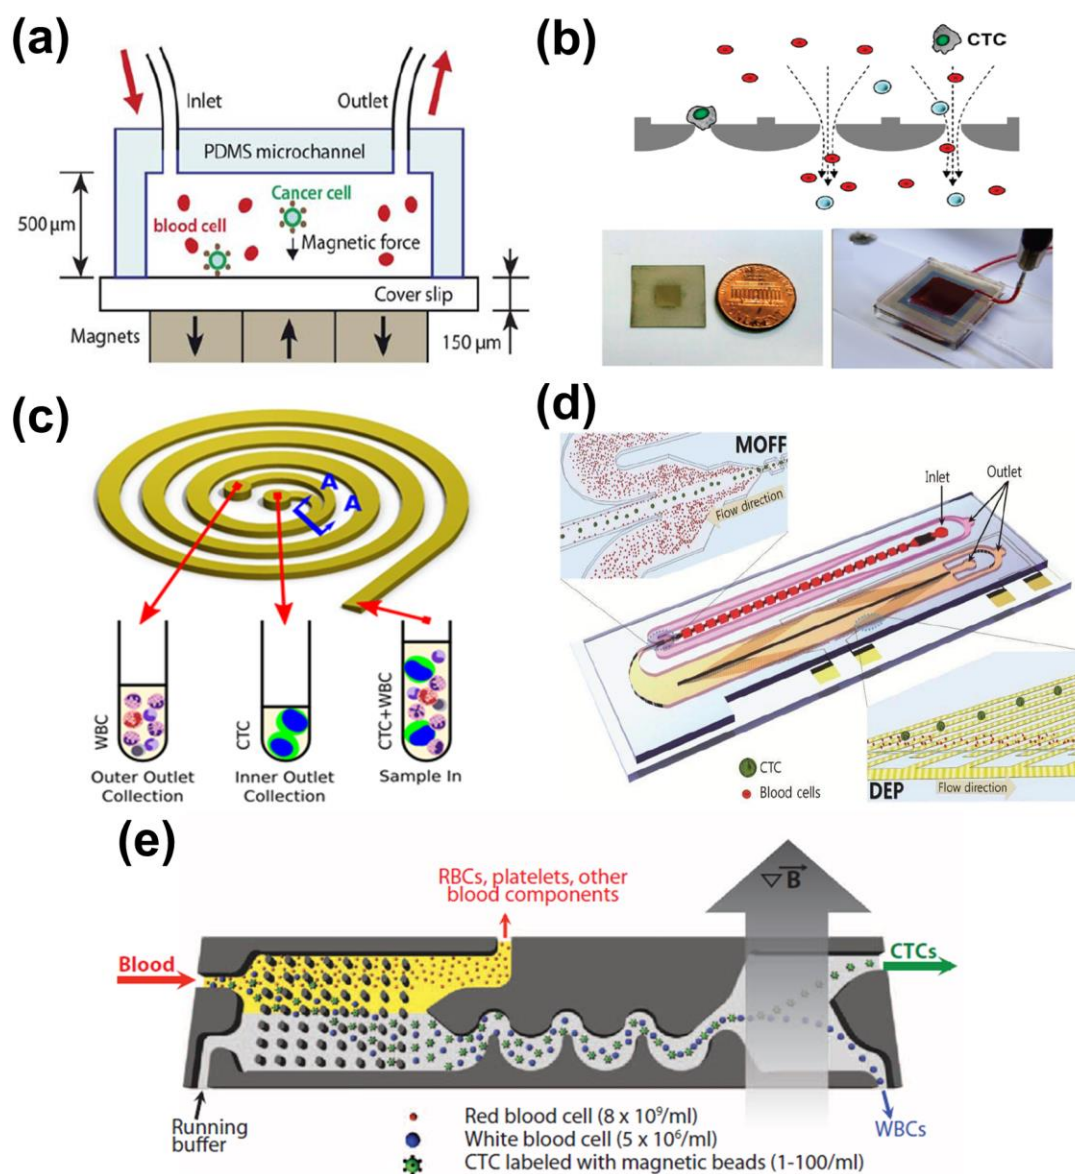 (a)
Inlet
Outlet
PDMS microchannel
500 µm
Cancer cell
blood cell
Magnetic force
Cover slip
Magnets
150 µm
(b)
CTC
(c)
A
A
WBC
CTC
CTC+WBC
Outer Outlet
Collection
Inner Outlet
Collection
Sample In
(d)
MOFF
Flow direction
Inlet
Outlet
CTC
Blood cells
DEP
Flow direction
(e)
RBCs, platelets, other
blood components
▽B
Blood
CTCs
Running
buffer
WBCs
Red blood cell (8 x 10⁹/ml)
White blood cell (5 x 10⁶/ml)
CTC labeled with magnetic beads (1-100/ml)